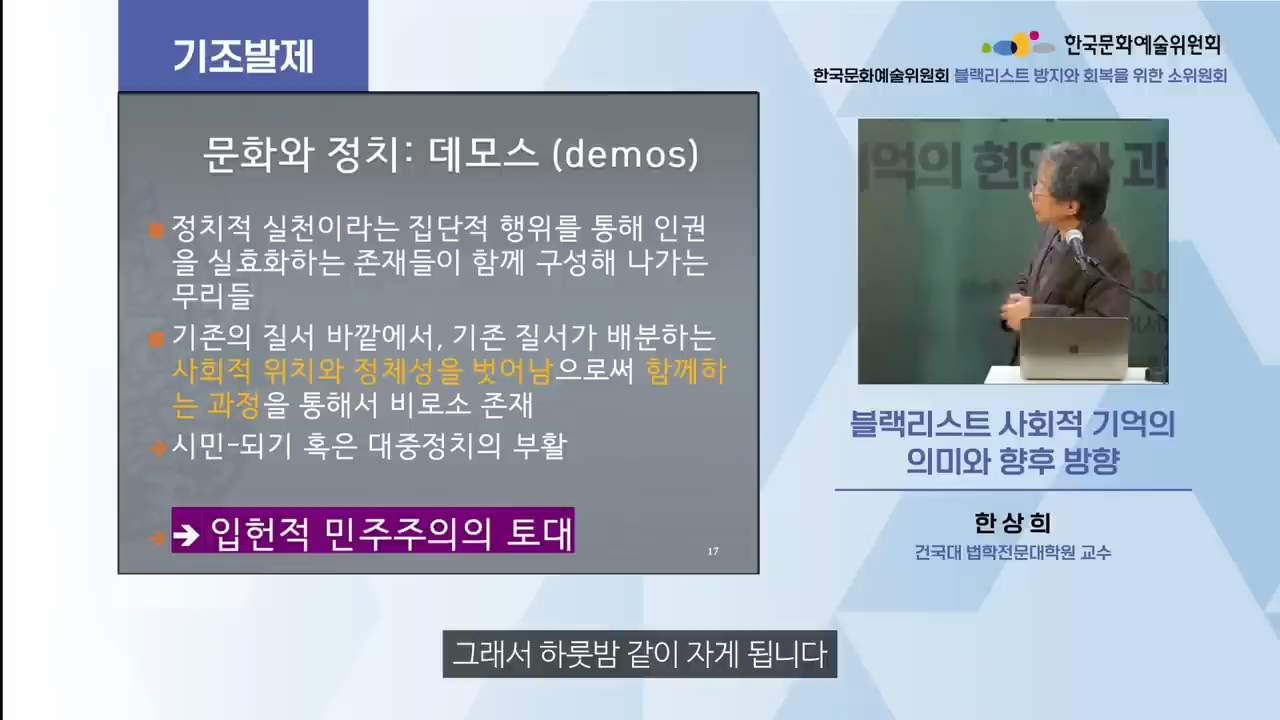 기조발제
한국문화예술위원회
한국문화예술위원회 블랙리스트 방지와 회복을 위한 소위원회
문화와 정치: 데모스 (demos)
정치적 실천이라는 집단적 행위를 통해 인권
을 실효화하는 존재들이 함께 구성해 나가는
무리들
기존의 질서 바깥에서, 기존 질서가 배분하는
사회적 위치와 정체성을 벗어남으로써 함께하
는 과정을 통해서 비로소 존재
→ 시민-되기 혹은 대중정치의 부활
→ ➔ 입헌적 민주주의의 토대
17
억의 현안과 과
.30
블랙리스트 사회적 기억의
의미와 향후 방향
한상희
건국대 법학전문대학원 교수
그래서 하룻밤 같이 자게 됩니다